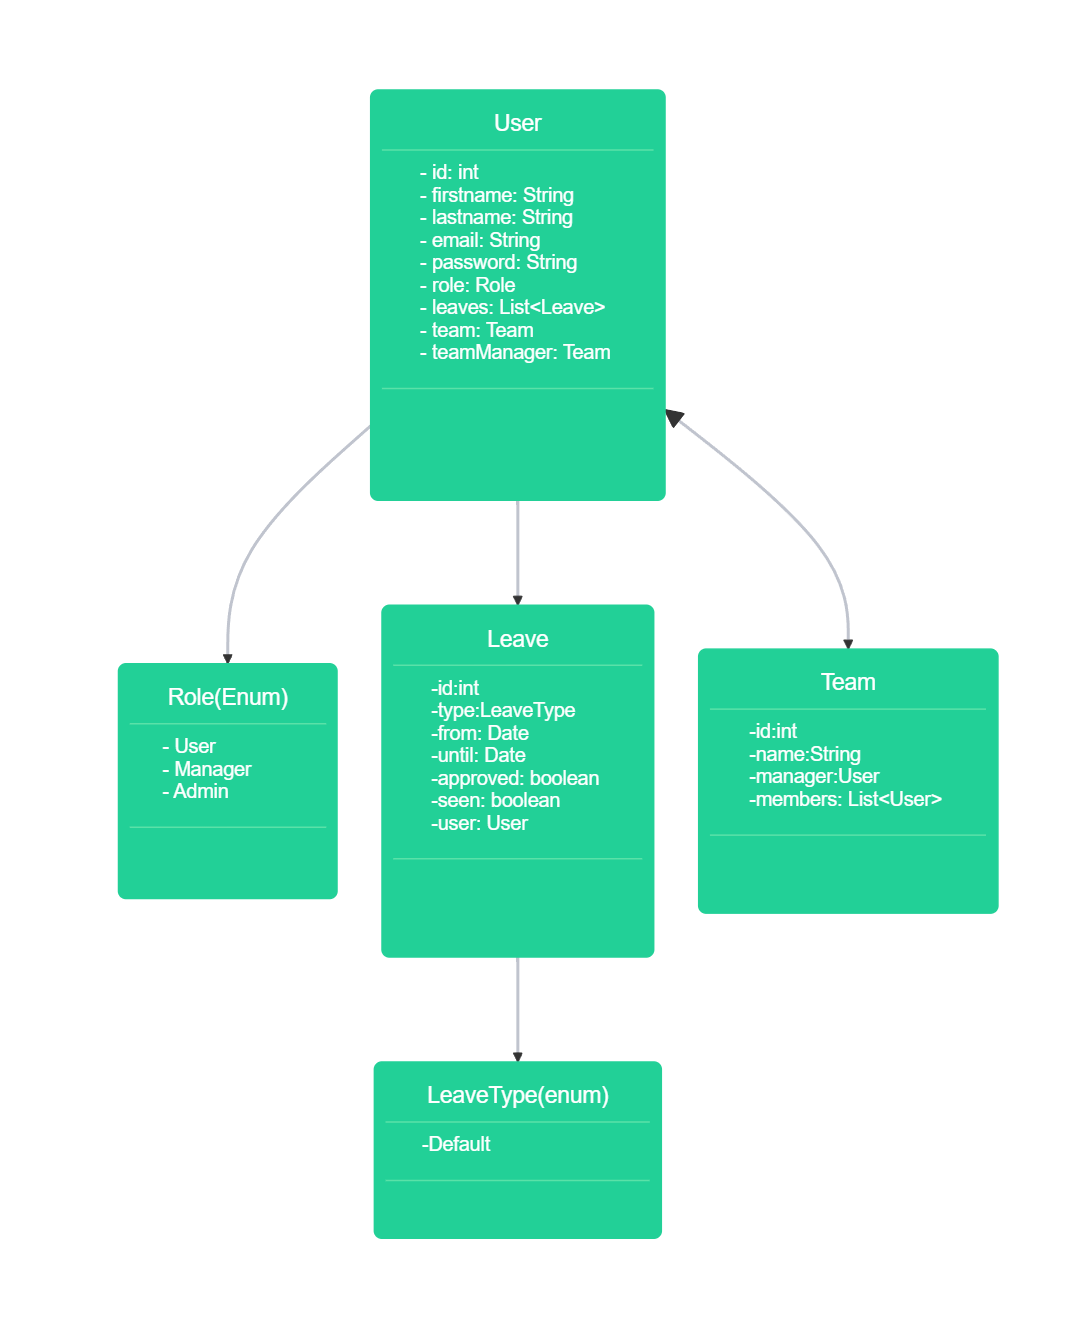 User
- id: int
- firstname: String
- lastname: String
- email: String
- password: String
- role: Role
- leaves: List<Leave>
- team: Team
- teamManager: Team
Role(Enum)
- User
- Manager
- Admin
Leave
-id:int
-type:LeaveType
-from: Date
-until: Date
-approved: boolean
-seen: boolean
-user: User
Team
-id:int
-name:String
-manager:User
-members: List<User>
LeaveType(enum)
-Default